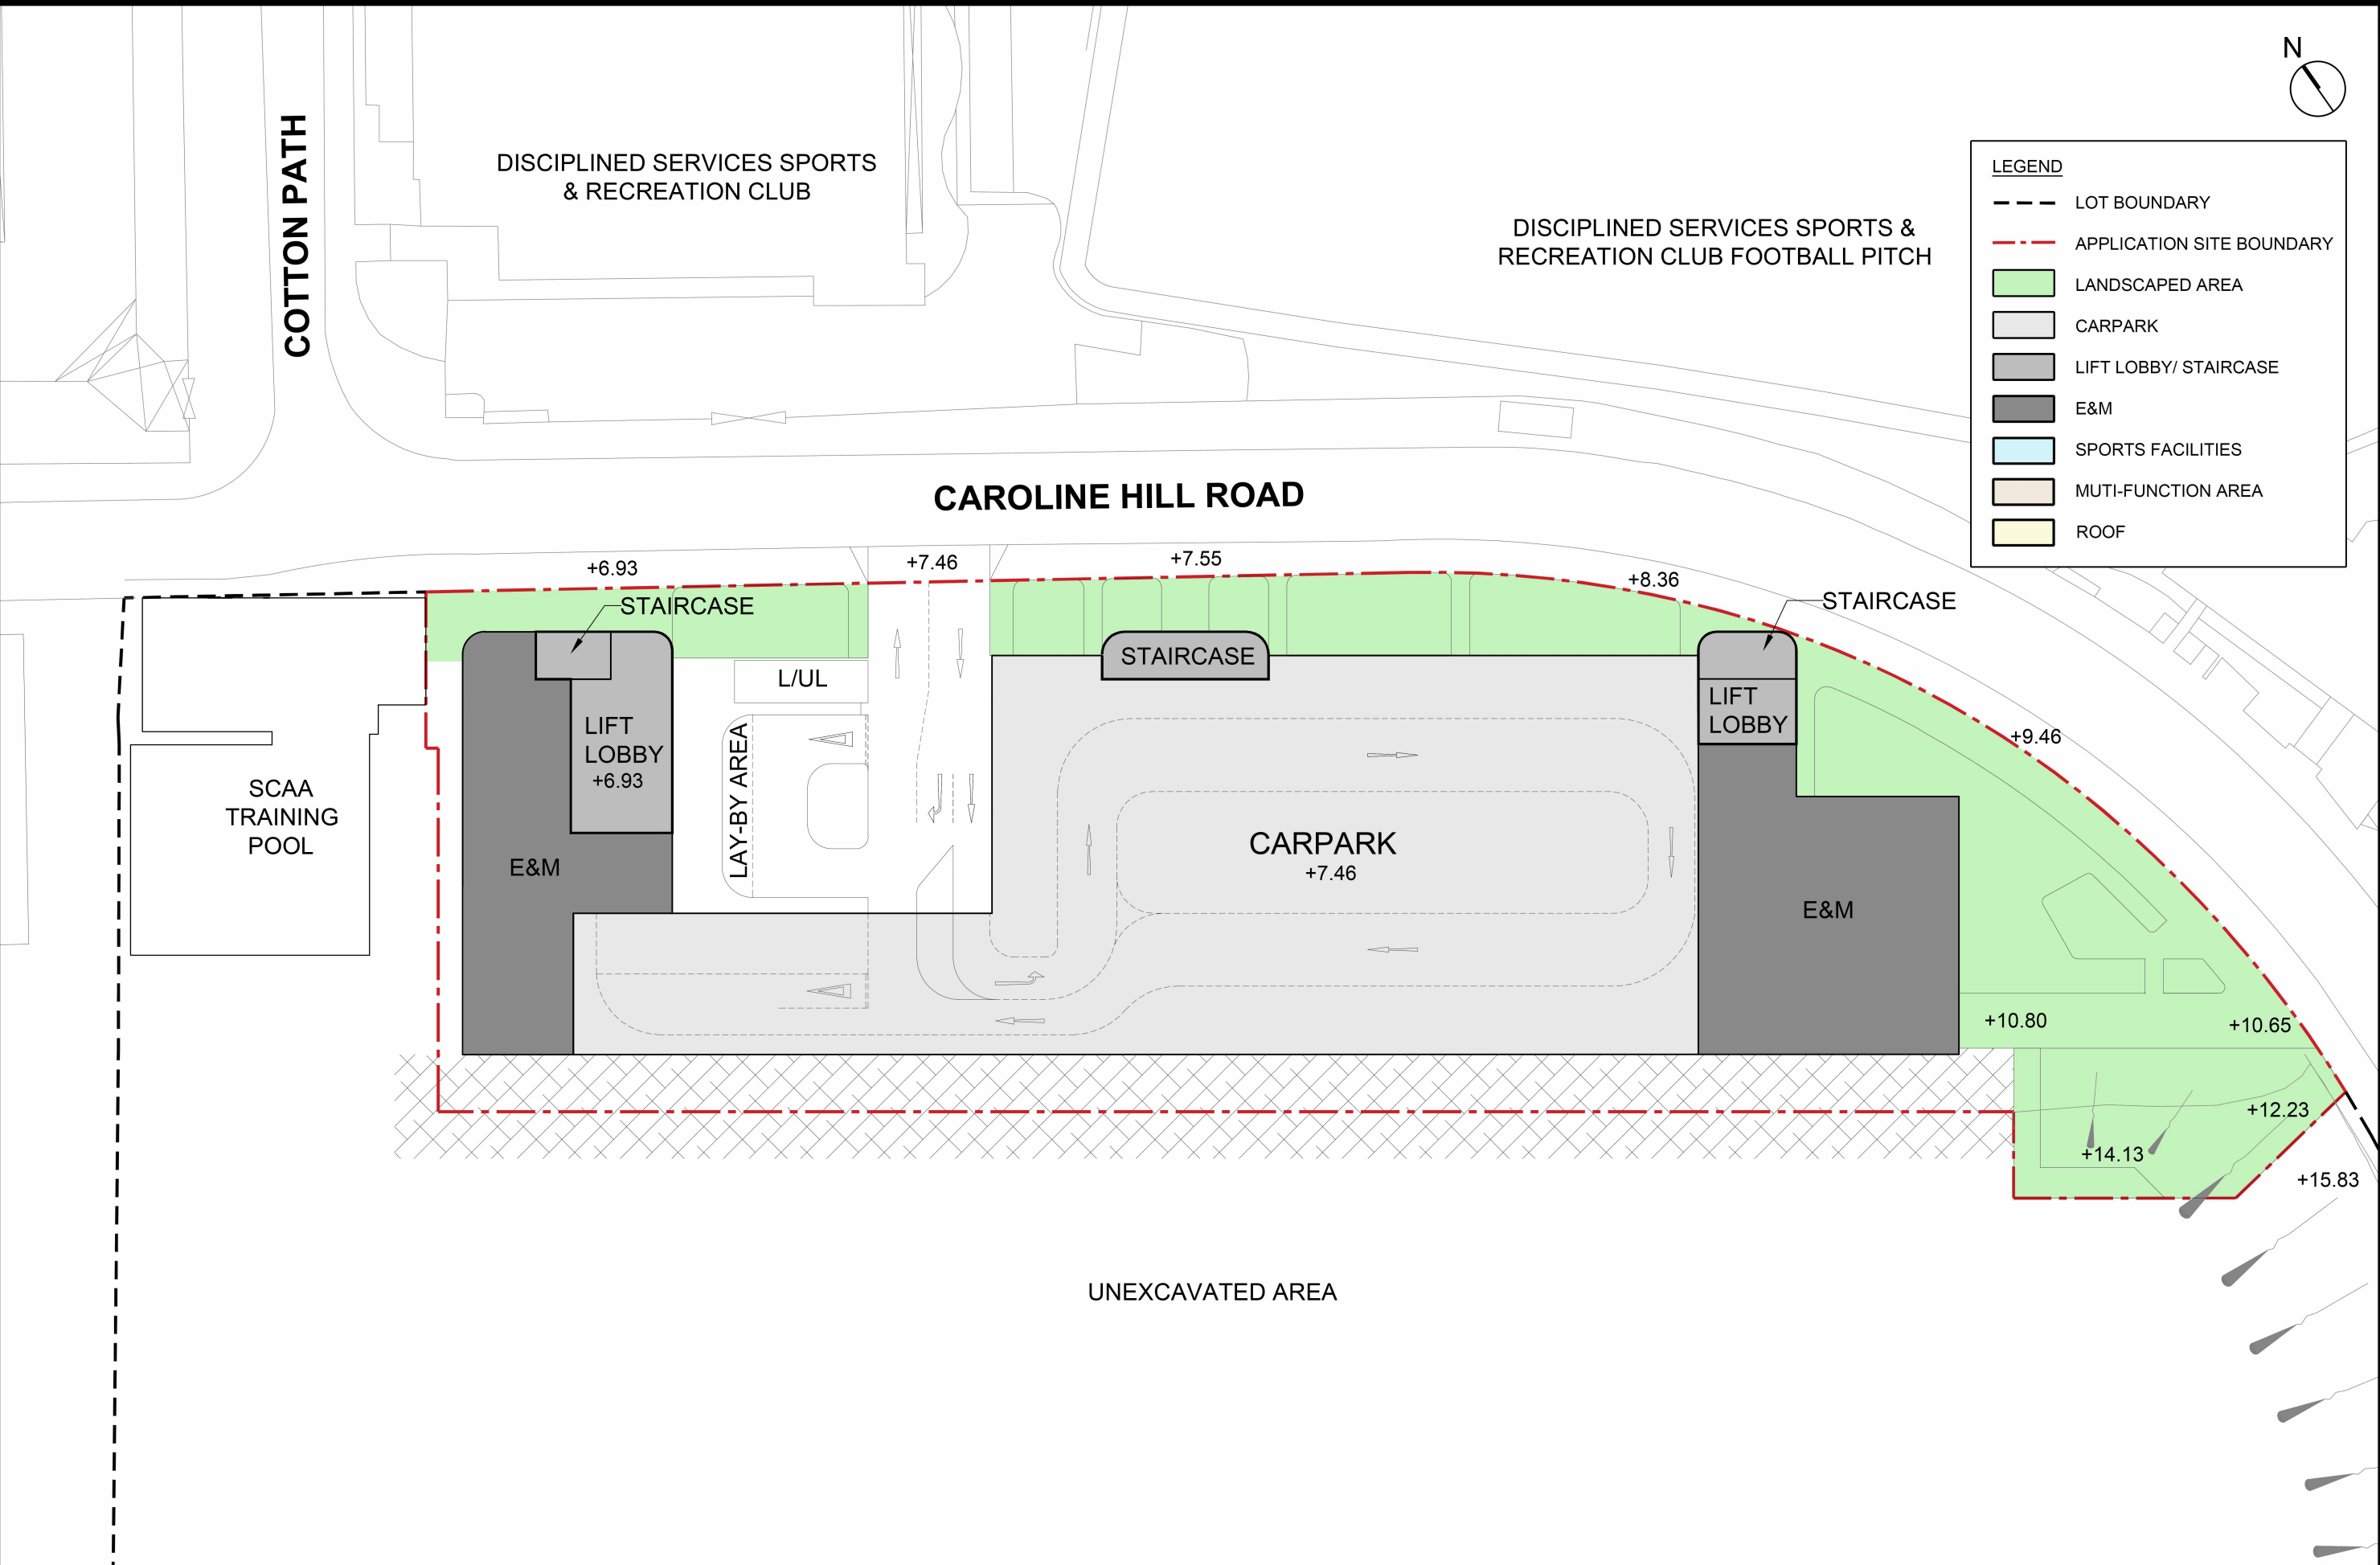 N
LEGEND
LOT BOUNDARY
APPLICATION SITE BOUNDARY
LANDSCAPED AREA
CARPARK
LIFT LOBBY/ STAIRCASE
E&M
SPORTS FACILITIES
MUTI-FUNCTION AREA
ROOF
COTTON PATH
DISCIPLINED SERVICES SPORTS
& RECREATION CLUB
DISCIPLINED SERVICES SPORTS &
RECREATION CLUB FOOTBALL PITCH
CAROLINE HILL ROAD
+6.93
+7.46
+7.55
+8.36
STAIRCASE
STAIRCASE
STAIRCASE
L/UL
LIFT
LOBBY
+6.93
LAY-BY AREA
LIFT
LOBBY
+9.46
SCAA
TRAINING
POOL
E&M
CARPARK
+7.46
E&M
+10.80
+10.65
+12.23
+14.13
+15.83
UNEXCAVATED AREA